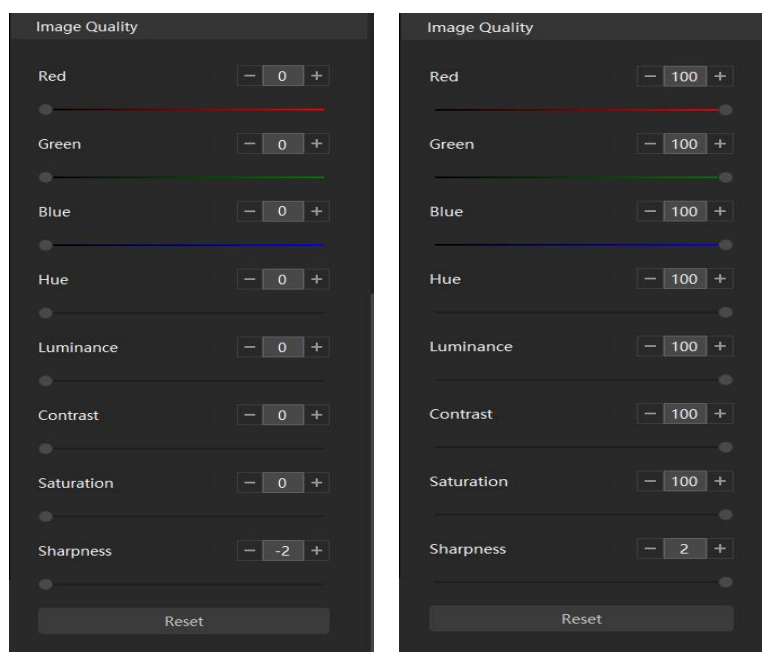 Image Quality
Red − 0 +
Green − 0 +
Blue − 0 +
Hue − 0 +
Luminance − 0 +
Contrast − 0 +
Saturation − 0 +
Sharpness − -2 +
Reset
Image Quality
Red − 100 +
Green − 100 +
Blue − 100 +
Hue − 100 +
Luminance − 100 +
Contrast − 100 +
Saturation − 100 +
Sharpness − 2 +
Reset